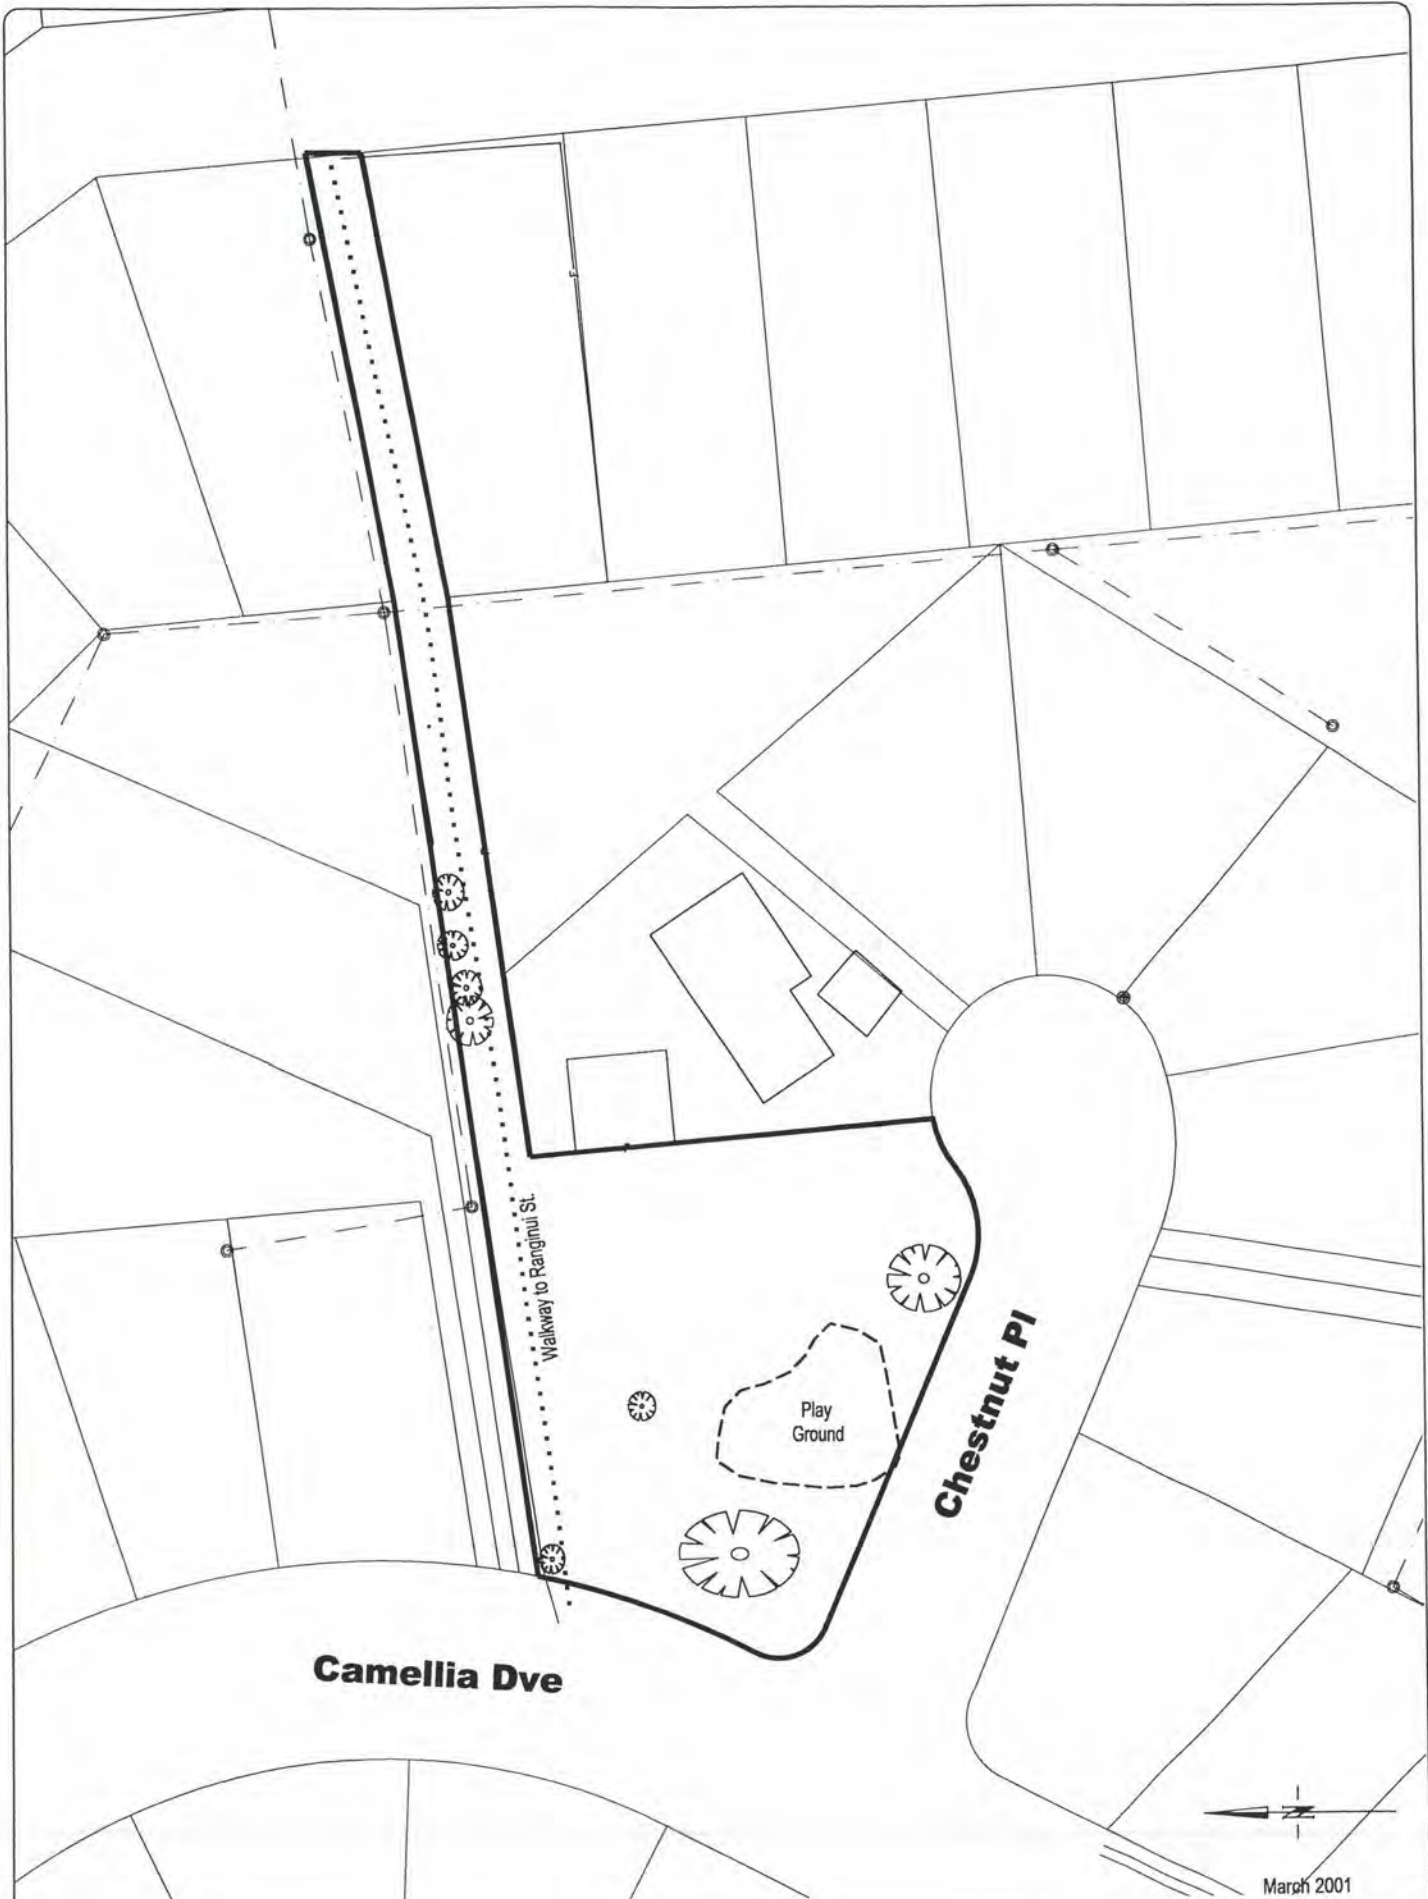 Walkway to Ranginui St.
Play
Ground
Chestnut Pl
Camellia Dve
N
March 2001